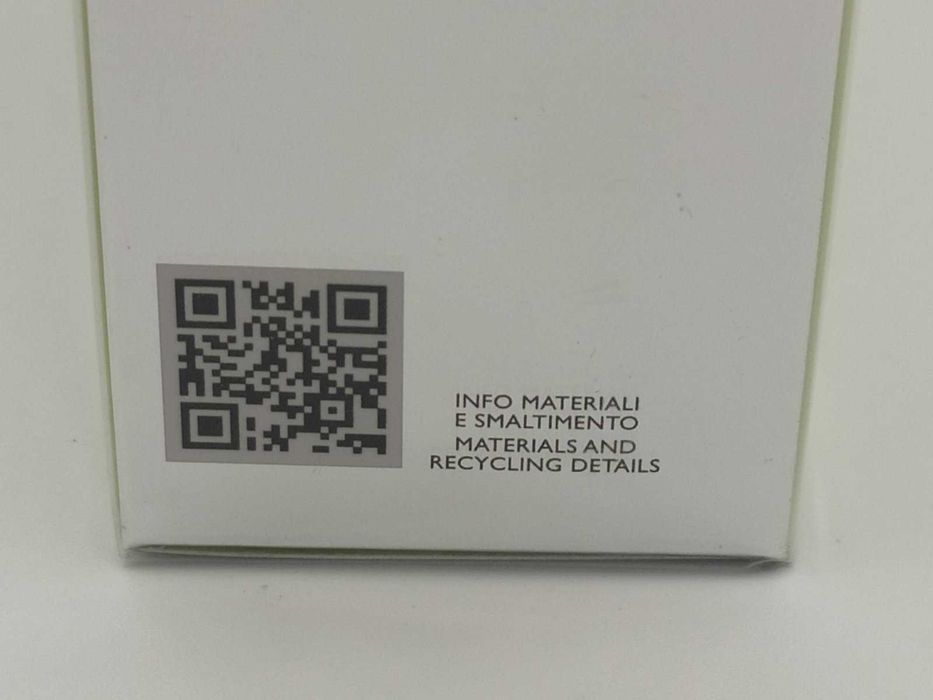 INFO MATERIALI
E SMALTIMENTO
MATERIALS AND
RECYCLING DETAILS